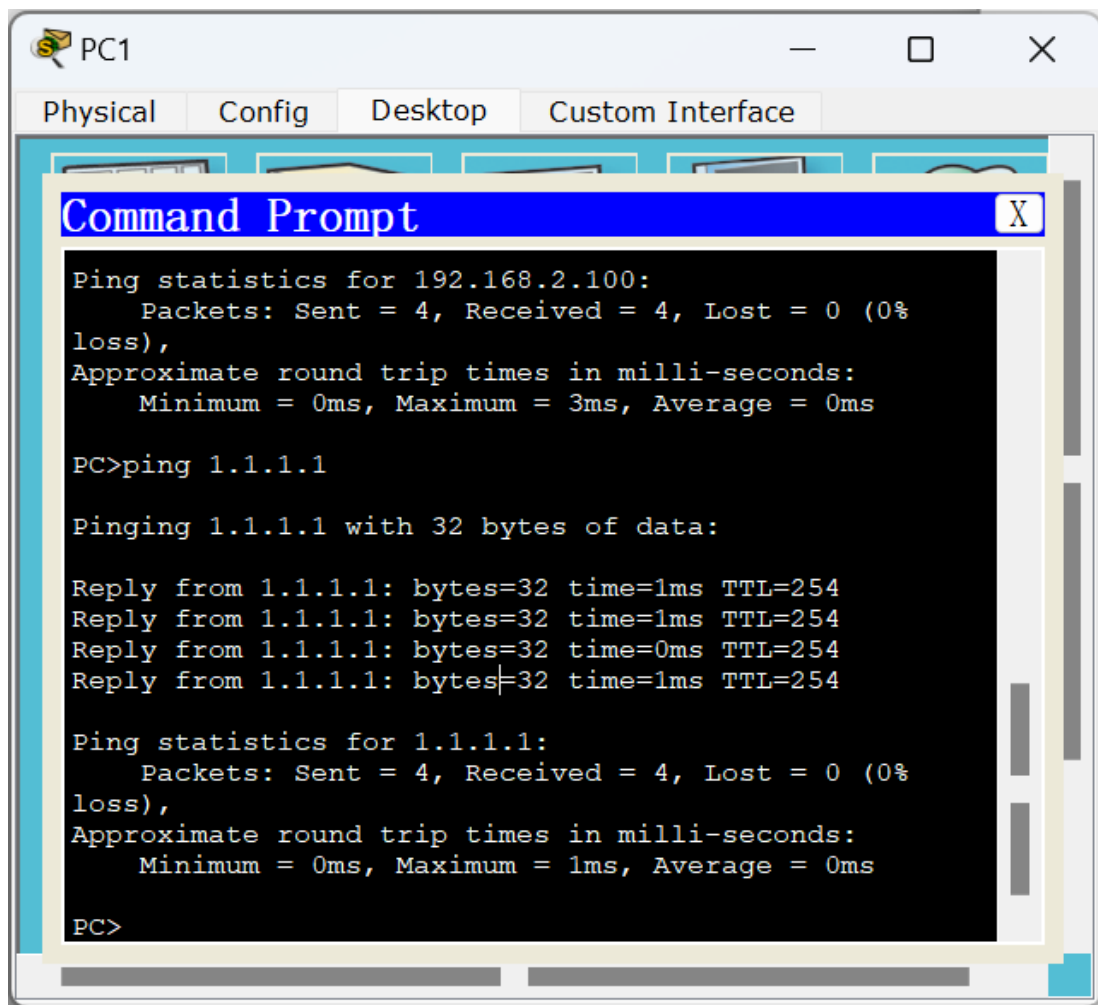 PC1
Physical Config Desktop Custom Interface
Command Prompt X
Ping statistics for 192.168.2.100:
Packets: Sent = 4, Received = 4, Lost = 0 (0%
loss),
Approximate round trip times in milli-seconds:
Minimum = 0ms, Maximum = 3ms, Average = 0ms
PC>ping 1.1.1.1
Pinging 1.1.1.1 with 32 bytes of data:
Reply from 1.1.1.1: bytes=32 time=1ms TTL=254
Reply from 1.1.1.1: bytes=32 time=1ms TTL=254
Reply from 1.1.1.1: bytes=32 time=0ms TTL=254
Reply from 1.1.1.1: bytes=32 time=1ms TTL=254
Ping statistics for 1.1.1.1:
Packets: Sent = 4, Received = 4, Lost = 0 (0%
loss),
Approximate round trip times in milli-seconds:
Minimum = 0ms, Maximum = 1ms, Average = 0ms
PC>